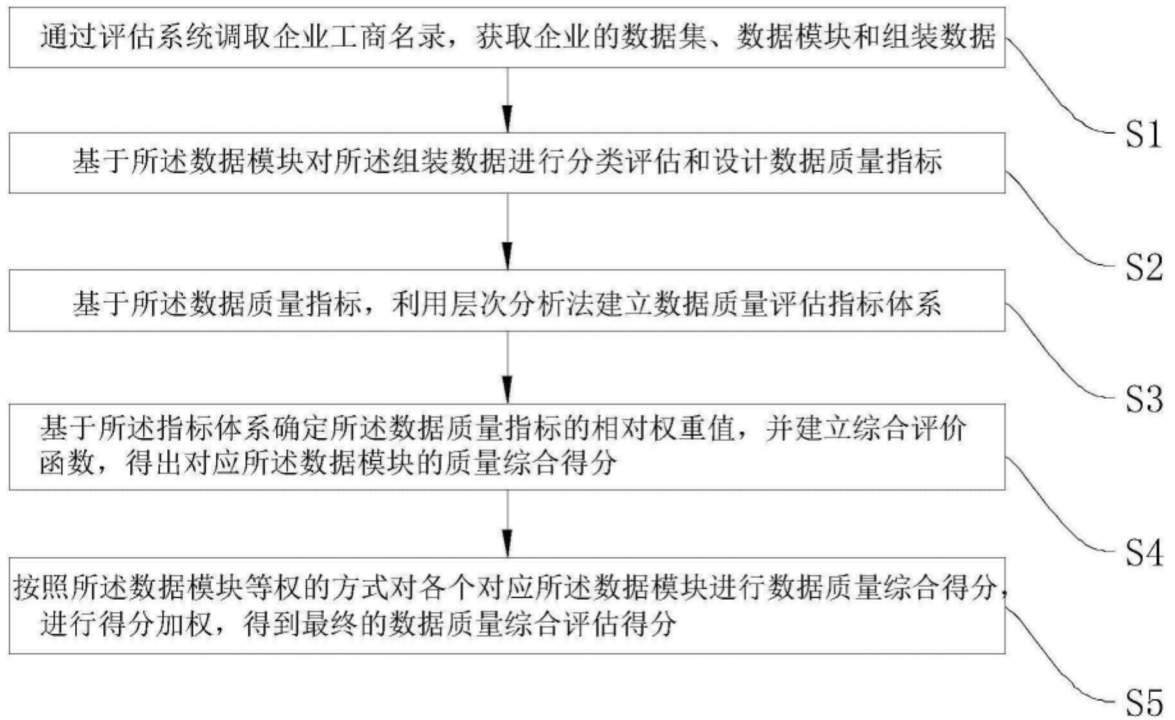 通过评估系统调取企业工商名录，获取企业的数据集、数据模块和组装数据
S1
基于所述数据模块对所述组装数据进行分类评估和设计数据质量指标
S2
基于所述数据质量指标，利用层次分析法建立数据质量评估指标体系
S3
基于所述指标体系确定所述数据质量指标的相对权重值，并建立综合评价
函数，得出对应所述数据模块的质量综合得分
S4
按照所述数据模块等权的方式对各个对应所述数据模块进行数据质量综合得分，
进行得分加权，得到最终的数据质量综合评估得分
S5